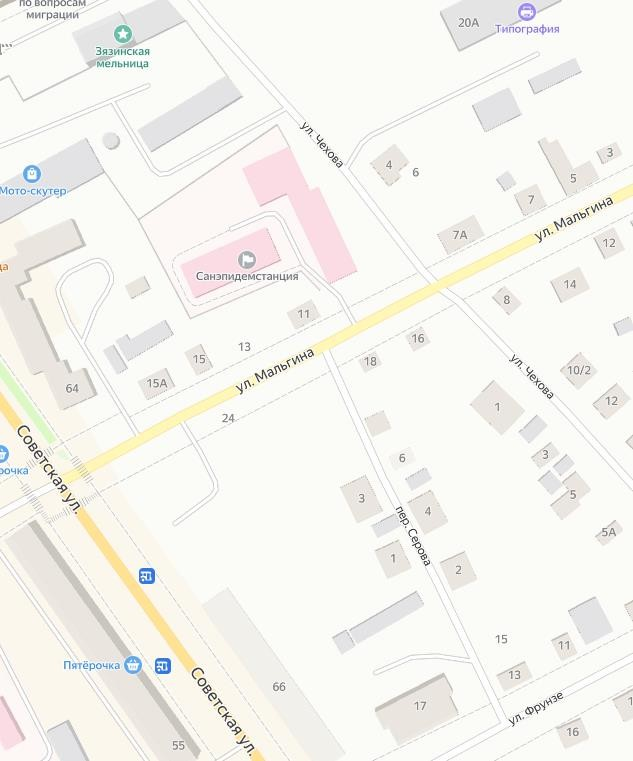 по вопросам
миграции
Зязинская
мельница
20А
Типография
ул. Чехова
4
6
3
5
7
Мото-скутер
7А
ул. Мальгина
12
Санэпидемстанция
14
8
11
16
13
15
18
ул. Мальгина
ул. Чехова
10/2
64
15А
12
24
1
6
3
Советская ул.
3
4
5
пер. Серова
5А
1
2
15
11
Пятёрочка
13
66
Советская ул.
17
ул. Фрунзе
16
55